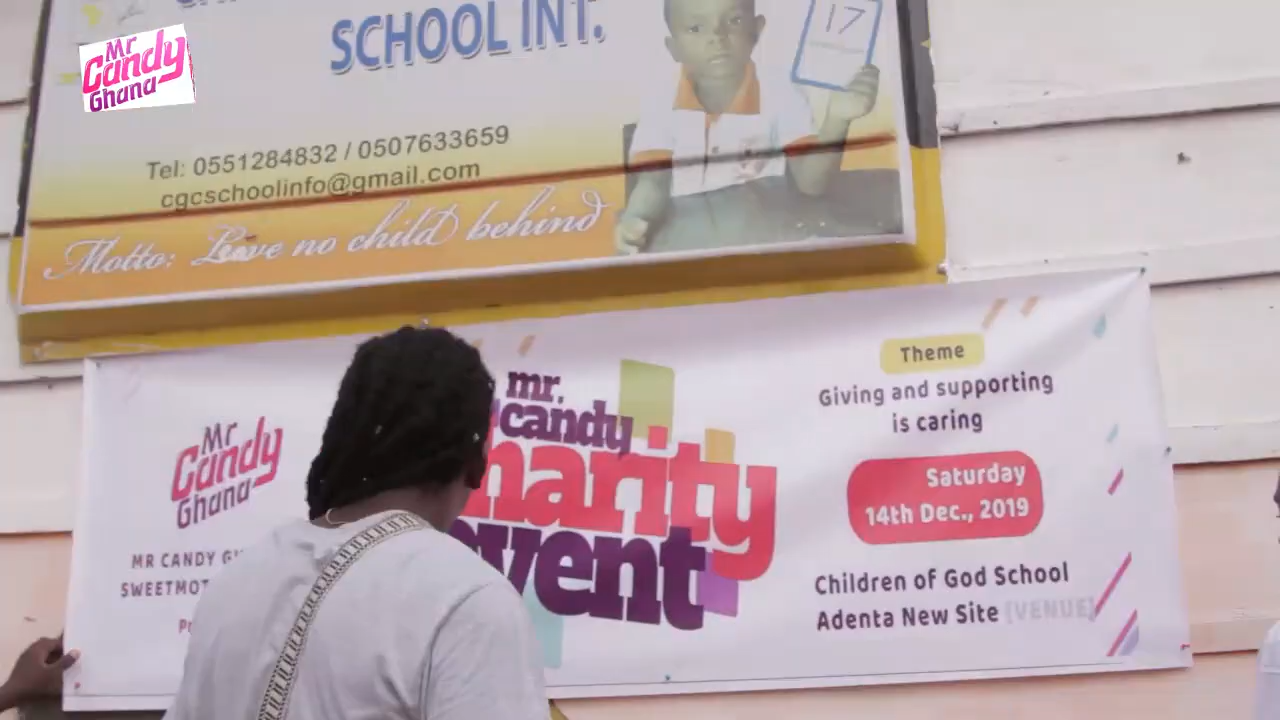 Mr
Candy
Ghana
SCHOOL INT.
17
Tel: 0551284832 / 0507633659
cgcschoolinfo@gmail.com
Motto: Live no child behind
Mr
Candy
Ghana
MR CANDY
mr.
candy
harity
event
Theme
Giving and supporting
is caring
Saturday
14th Dec., 2019
Children of God School
Adenta New Site [VENUE]